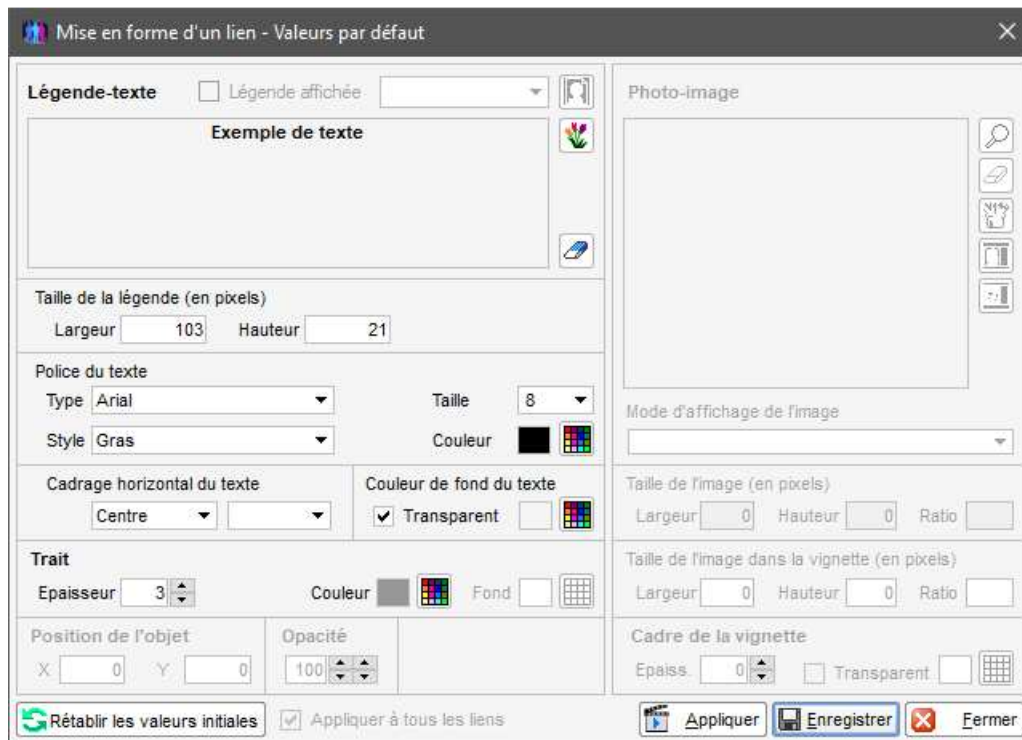 Mise en forme d'un lien - Valeurs par défaut
Légende-texte Légende affichée
Exemple de texte
Taille de la légende (en pixels)
Largeur 103 Hauteur 21
Police du texte
Type Arial Taille 8
Style Gras Couleur
Cadrage horizontal du texte Couleur de fond du texte
Centre Transparent
Trait
Epaisseur 3 Couleur Fond
Position de l'objet Opacité
X 0 Y 0 100
Photo-image
Mode d'affichage de l'image
Taille de l'image (en pixels)
Largeur 0 Hauteur 0 Ratio
Taille de l'image dans la vignette (en pixels)
Largeur 0 Hauteur 0 Ratio
Cadre de la vignette
Epaiss. 0 Transparent
Rétablir les valeurs initiales Appliquer à tous les liens Appliquer Enregistrer Fermer